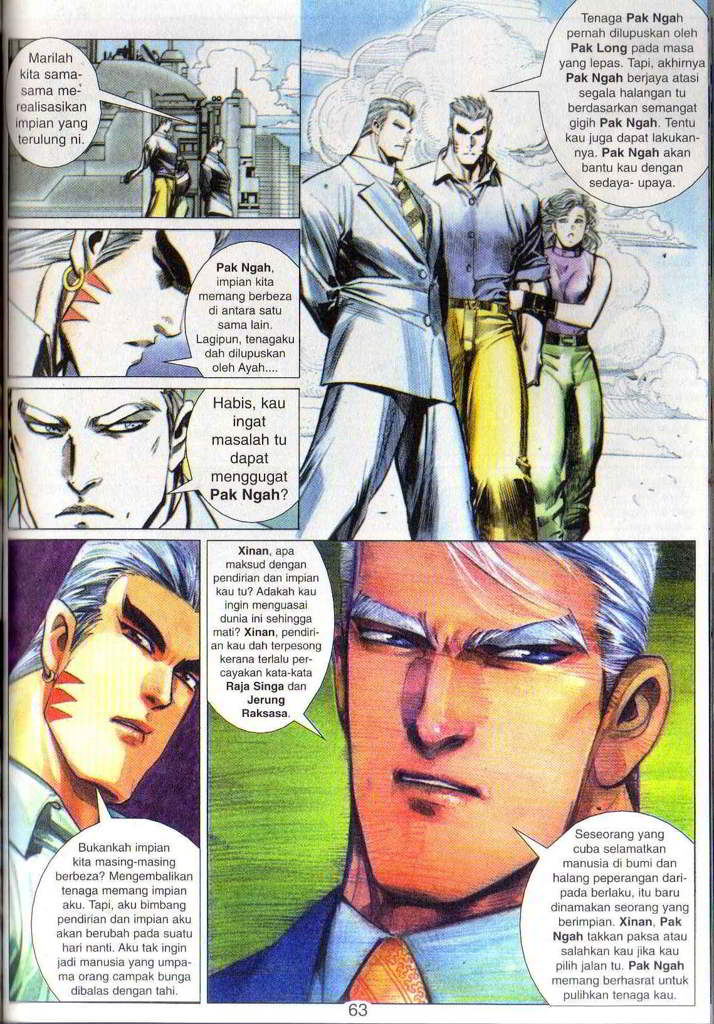 Marilah
kita sama-
sama me-
realisasikan
impian yang
terulung ni.
Tenaga Pak Ngah
pernah dilupuskan oleh
Pak Long pada masa
yang lepas. Tapi, akhirnya
Pak Ngah berjaya atasi
segala halangan tu
berdasarkan semangat
gigih Pak Ngah. Tentu
kau juga dapat lakukan-
nya. Pak Ngah akan
bantu kau dengan
sedaya- upaya.
Pak Ngah,
impian kita
memang berbeza
di antara satu
sama lain.
Lagipun, tenagaku
dah dilupuskan
oleh Ayah....
Habis, kau
ingat
masalah tu
dapat
menggugat
Pak Ngah?
Bukankah impian
kita masing-masing
berbeza? Mengembalikan
tenaga memang impian
aku. Tapi, aku bimbang
pendirian dan impian aku
akan berubah pada suatu
hari nanti. Aku tak ingin
jadi manusia yang umpa-
ma orang campak bunga
dibalas dengan tahi.
Xinan, apa
maksud dengan
pendirian dan impian
kau tu? Adakah kau
ingin menguasai
dunia ini sehingga
mati? Xinan, pendiri-
an kau dah terpesong
kerana terlalu per-
cayakan kata-kata
Raja Singa dan
Jerung
Raksasa.
Seseorang yang
cuba selamatkan
manusia di bumi dan
halang peperangan dari-
pada berlaku, itu baru
dinamakan seorang yang
berimpian. Xinan, Pak
Ngah takkan paksa atau
salahkan kau jika kau
pilih jalan tu. Pak Ngah
memang berhasrat untuk
pulihkan tenaga kau.
63